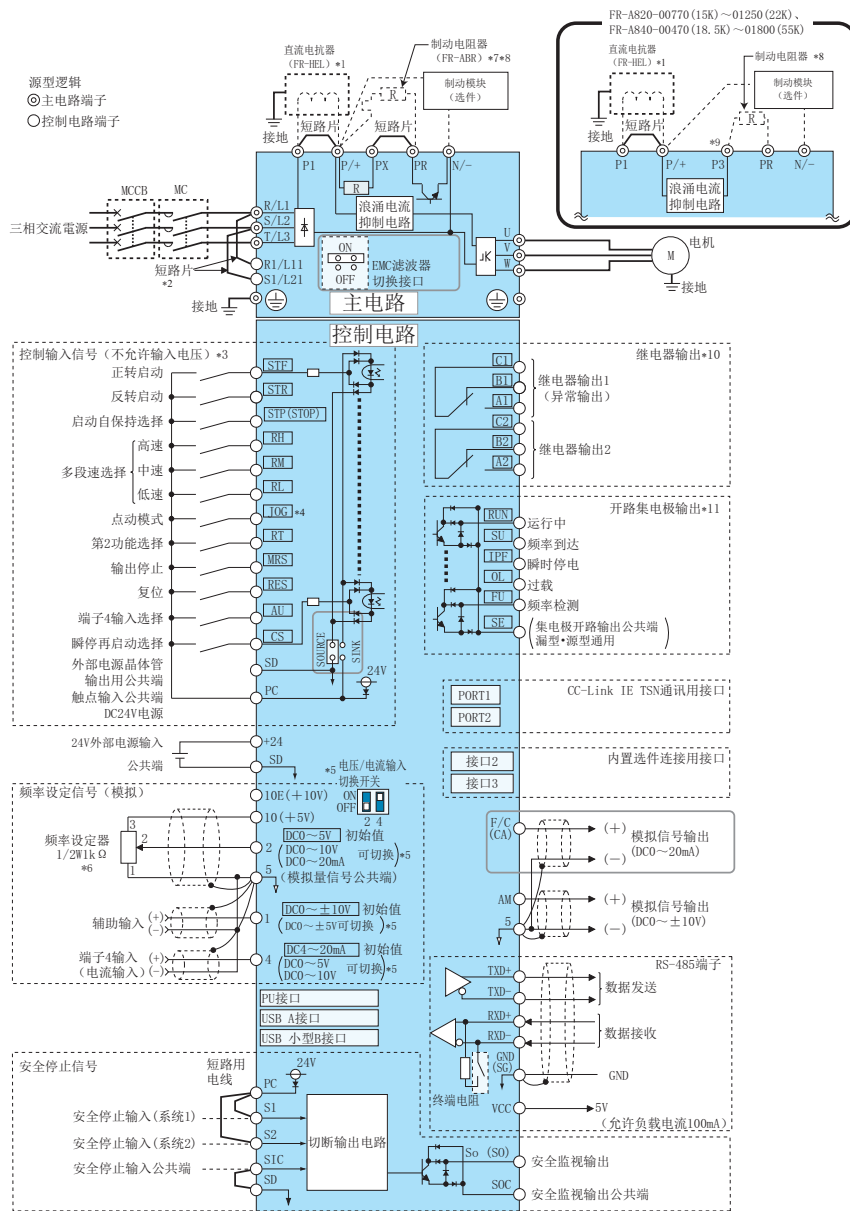 FR-A820-00770(15K)～01250(22K)、
FR-A840-00470(18.5K)～01800(55K)
直流电抗器
(FR-HEL) *1
制动电阻器
(FR-ABR) *7*8
制动模块
(选件)
R
接地
短路片
短路片
直流电抗器
(FR-HEL)*1
制动电阻器 *8
制动模块
(选件)
R
接地
短路片
*9
P1
P/+
P3
PR
N/-
浪涌电流
抑制电路
源型逻辑
主电路端子
控制电路端子
P1
P/+
PX
PR
N/-
R
浪涌电流
抑制电路
MCCB
MC
三相交流電源
R/L1
S/L2
T/L3
R1/L11
S1/L21
短路片
*2
接地
ON
OFF
EMC滤波器
切换接口
主电路
U
V
W
电机
M
接地
控制电路
控制输入信号（不允许输入电压）*3
正转启动
STF
反转启动
STR
启动自保持选择
STP(STOP)
多段速选择
高速
RH
中速
RM
低速
RL
点动模式
JOG
*4
第2功能选择
RT
输出停止
MRS
复位
RES
端子4输入选择
AU
瞬停再启动选择
CS
外部电源晶体管
输出用公共端
SD
触点输入公共端
PC
DC24V电源
SOURCE
SINK
24V
24V外部电源输入
+24
公共端
SD
继电器输出*10
C1
B1
A1
继电器输出1
(异常输出)
C2
B2
A2
继电器输出2
开路集电极输出*11
RUN
运行中
SU
频率到达
IPF
瞬时停电
OL
过载
FU
频率检测
SE
集电极开路输出公共端
漏型•源型通用
PORT1
PORT2
CC-Link IE TSN通讯用接口
接口2
接口3
内置选件连接用接口
频率设定信号（模拟）
*5
电压/电流输入
切换开关
ON
OFF
2 4
10E(＋10V)
10(＋5V)
频率设定器
1/2W1kΩ
*6
3
2
1
2
DC0～5V 初始值
DC0～10V
DC0～20mA
可切换
*5
5
(模拟量信号公共端)
辅助输入
(+)
(-)
1
DC0～±10V 初始值
(DC0～±5V可切换)*5
端子4输入
(电流输入)
(+)
(-)
4
DC4～20mA 初始值
DC0～5V
DC0～10V
可切换
*5
F/C
(CA)
(+)
(-)
模拟信号输出
(DC0～20mA)
AM
5
(+)
(-)
模拟信号输出
(DC0～±10V)
PU接口
USB A接口
USB 小型B接口
RS-485端子
TXD+
TXD-
数据发送
RXD+
RXD-
数据接收
GND
(SG)
GND
终端电阻
VCC
5V
(允许负载电流100mA)
安全停止信号
短路用
电线
24V
PC
安全停止输入(系统1)
S1
安全停止输入(系统2)
S2
安全停止输入公共端
SIC
SD
切断输出电路
So (SO)
安全监视输出
SOC
安全监视输出公共端